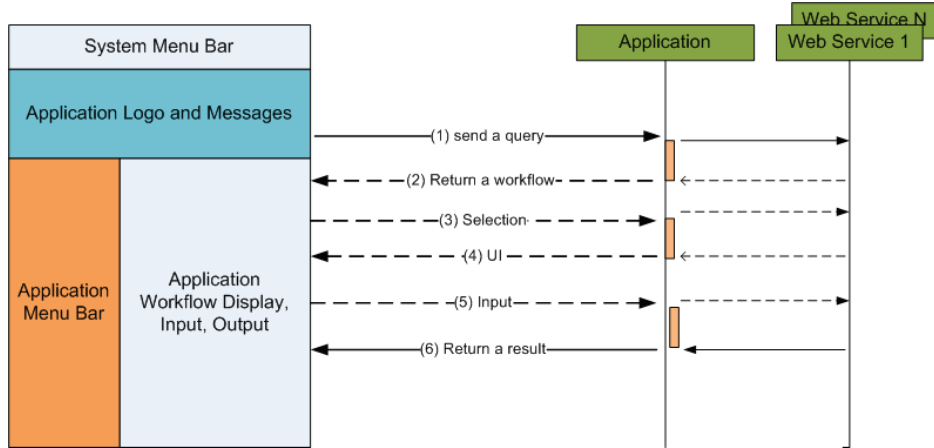 Web Service N
System Menu Bar
Application
Web Service 1
Application Logo and Messages
(1) send a query
(2) Return a workflow
(3) Selection
(4) UI
Application
Menu Bar
Application
Workflow Display,
Input, Output
(5) Input
(6) Return a result